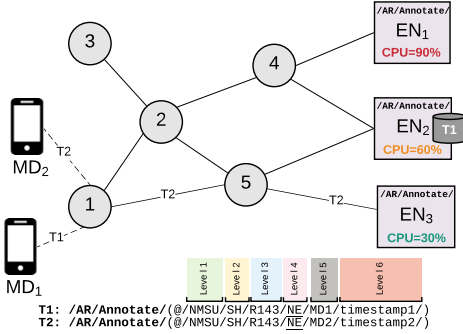 /AR/Annotate/
EN1
CPU=90%
3
4
/AR/Annotate/
EN2
T1
CPU=60%
2
T2
MD2
5
T2
/AR/Annotate/
EN3
CPU=30%
T2
1
T1
MD1
Level 1
Level 2
Level 3
Level 4
Level 5
Level 6
T1: /AR/Annotate/(@/NMSU/SH/R143/NE/MD1/timestamp1/)
T2: /AR/Annotate/(@/NMSU/SH/R143/NE/MD2/timestamp2/)